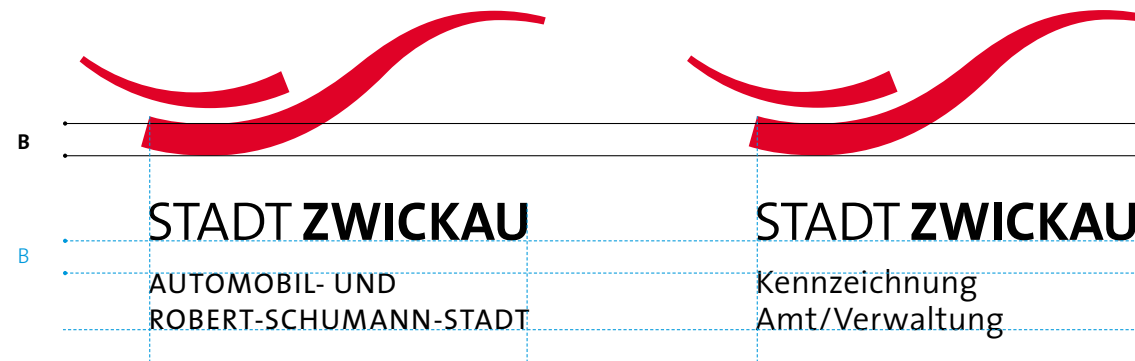 B
STADT ZWICKAU
B
AUTOMOBIL- UND
ROBERT-SCHUMANN-STADT
STADT ZWICKAU
Kennzeichnung
Amt/Verwaltung